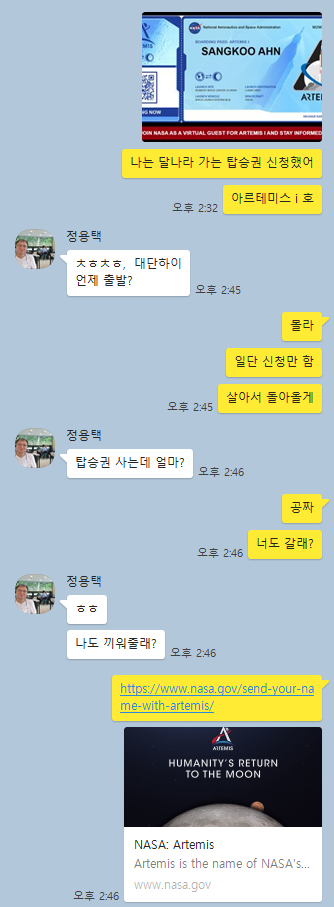 National Aeronautics and Space Administration
BOARDING PASS: ARTEMIS I
SANGKOO AHN
JOIN NASA AS A VIRTUAL GUEST FOR ARTEMIS I AND STAY INFORMED
나는 달나라 가는 탑승권 신청했어
아르테미스 i 호
오후 2:32
정용택
ㅊㅎㅊㅎ, 대단하이
언제 출발?
오후 2:45
몰라
일단 신청만 함
살아서 돌아올게
오후 2:45
정용택
탑승권 사는데 얼마?
오후 2:46
공짜
너도 갈래?
오후 2:46
정용택
ㅎㅎ
나도 끼워줄래?
오후 2:46
https://www.nasa.gov/send-your-na
me-with-artemis/
ARTEMIS
HUMANITY'S RETURN
TO THE MOON
NASA: Artemis
Artemis is the name of NASA's...
www.nasa.gov
오후 2:46